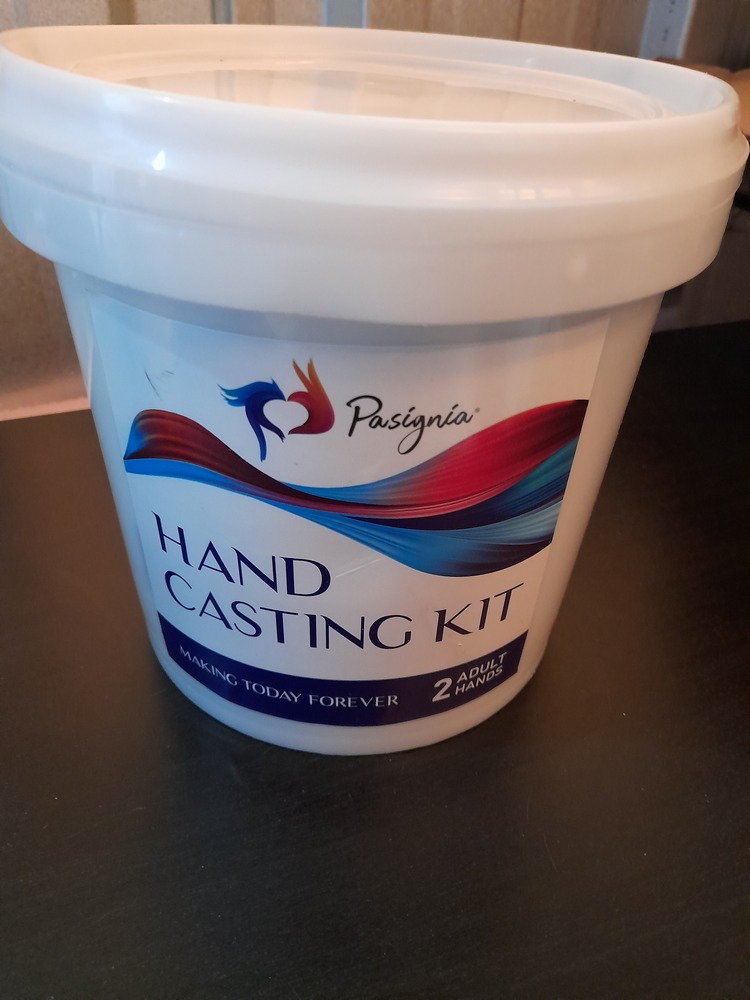 Pasignia®
HAND
CASTING KIT
MAKING TODAY FOREVER
2 ADULT
HANDS